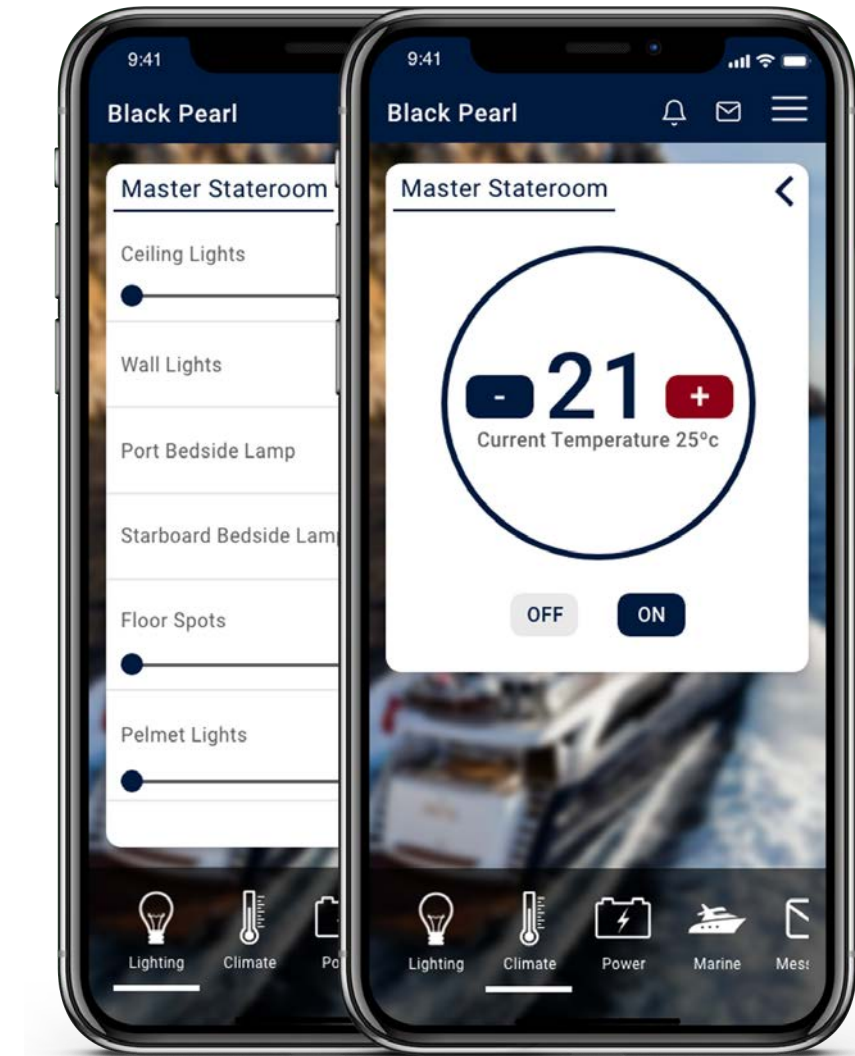 9:41
Black Pearl
Master Stateroom
Ceiling Lights
Wall Lights
Port Bedside Lamp
Starboard Bedside Lam
Floor Spots
Pelmet Lights
Lighting
Climate
Po
9:41
Black Pearl
Master Stateroom
- 21 +
Current Temperature 25ºc
OFF ON
Lighting
Climate
Power
Marine
Mess